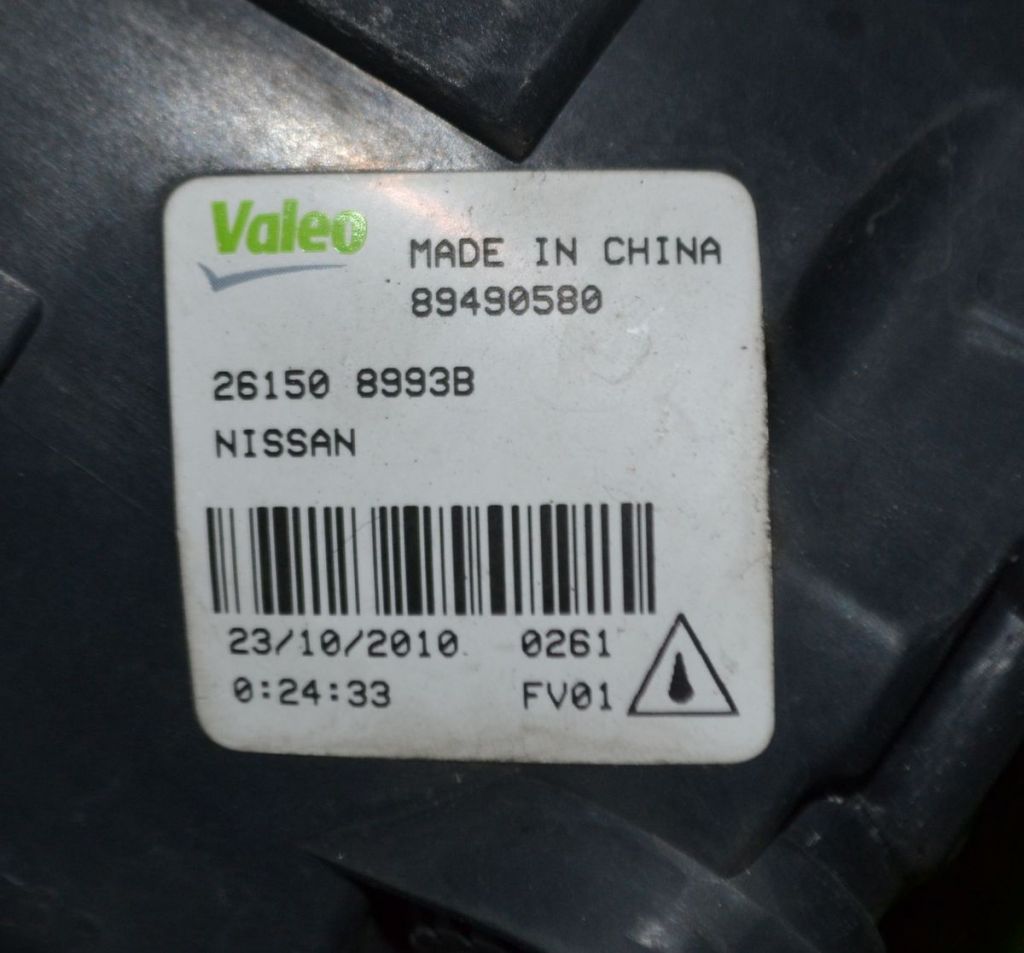 Valeo
MADE IN CHINA
89490580
26150 8993B
NISSAN
23/10/2010 0261
0:24:33 FV01